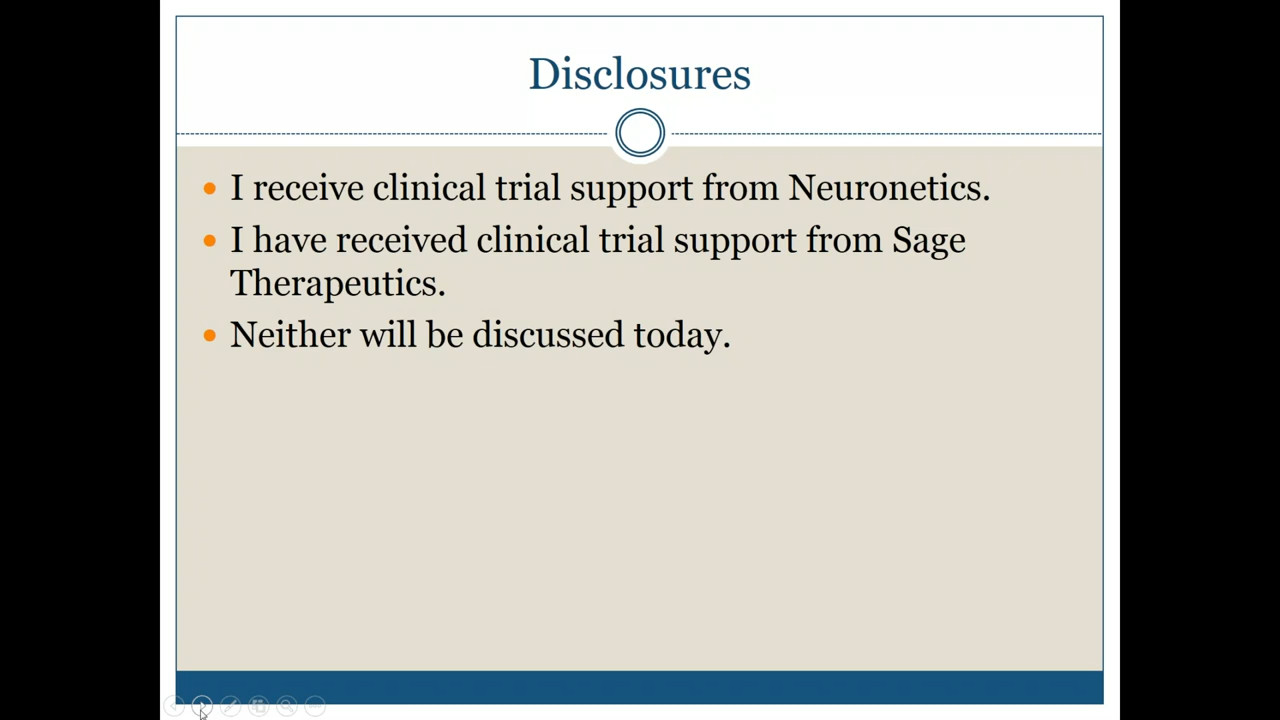 Disclosures
I receive clinical trial support from Neuronetics.
I have received clinical trial support from Sage
Therapeutics.
Neither will be discussed today.